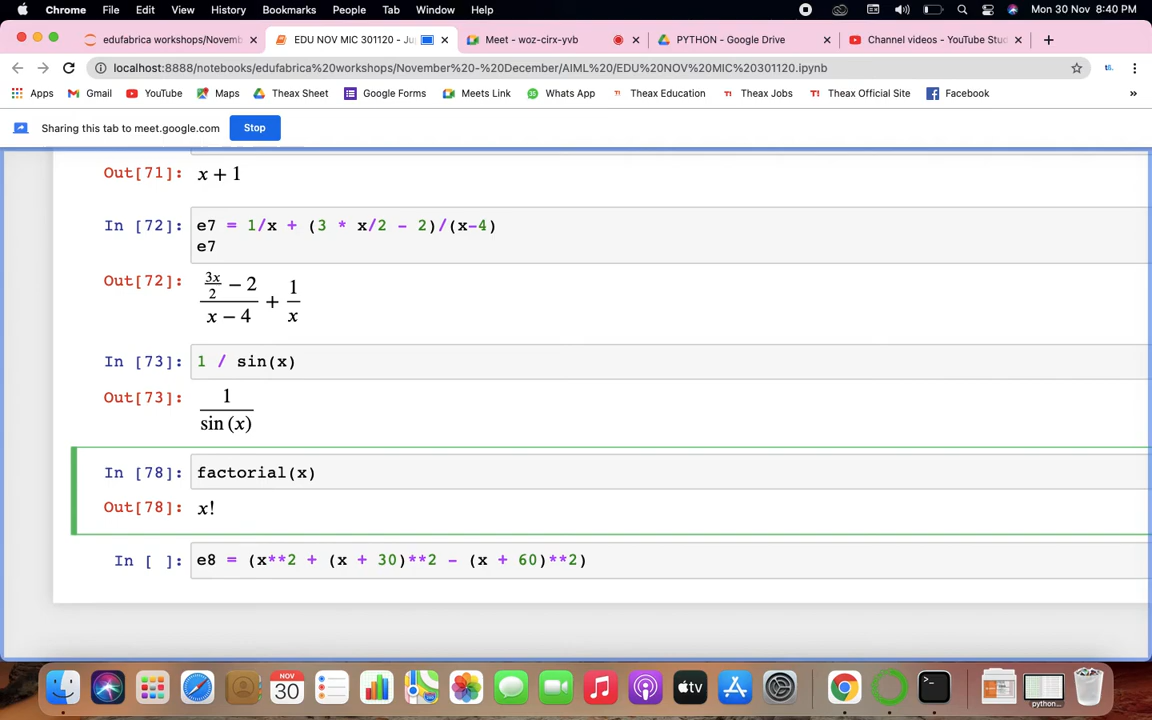 Chrome File Edit View History Bookmarks People Tab Window Help Mon 30 Nov 8:40 PM
edufabrica workshops/Novemb EDU NOV MIC 301120 - Ju Meet - woz-cirx-yvb PYTHON - Google Drive Channel videos - YouTube Stu
localhost:8888/notebooks/edufabrica%20workshops/November%20-%20December/AIML%20/EDU%20NOV%20MIC%20301120.ipynb
Apps Gmail YouTube Maps Theax Sheet Google Forms Meets Link Whats App Theax Education Theax Jobs Theax Official Site Facebook »
Sharing this tab to meet.google.com Stop
Out[71]: x + 1
In [72]: e7 = 1/x + (3 * x/2 - 2)/(x-4)
e7
Out[72]: (3x/2 − 2)/(x − 4) + 1/x
In [73]: 1 / sin(x)
Out[73]: 1/sin (x)
In [78]: factorial(x)
Out[78]: x!
In [ ]: e8 = (x**2 + (x + 30)**2 - (x + 60)**2)
NOV
30
tv
python...